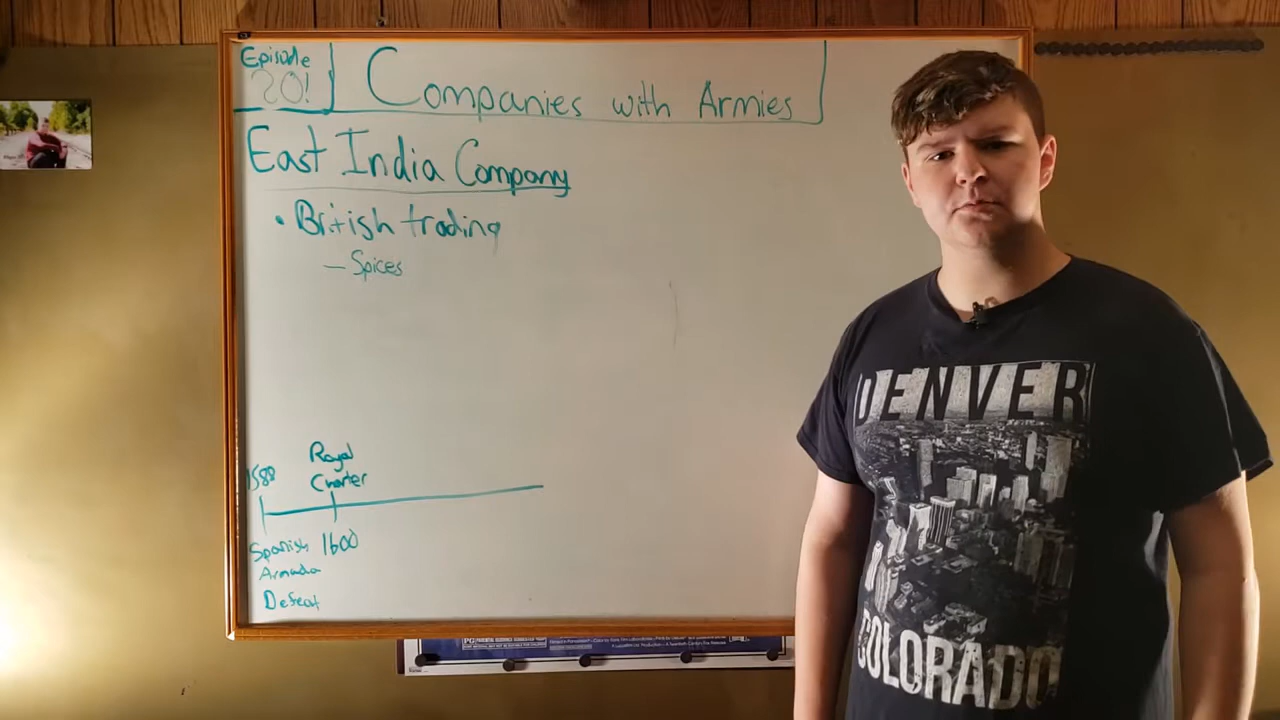 Episode
20!
Companies with Armies
East India Company
• British trading
— Spices
1588
Royal
Charter
Spanish
Armada
Defeat
1600
DENVER
COLORADO